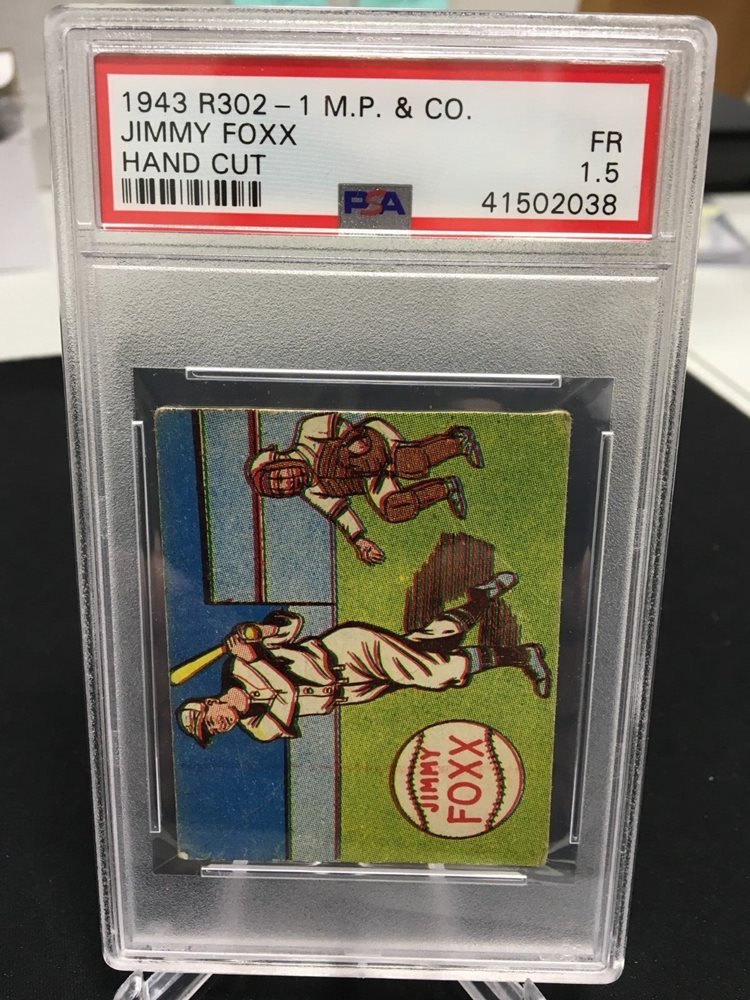 1943 R302-1 M.P. & CO.
JIMMY FOXX
HAND CUT
FR
1.5
PSA
41502038
JIMMY
FOXX